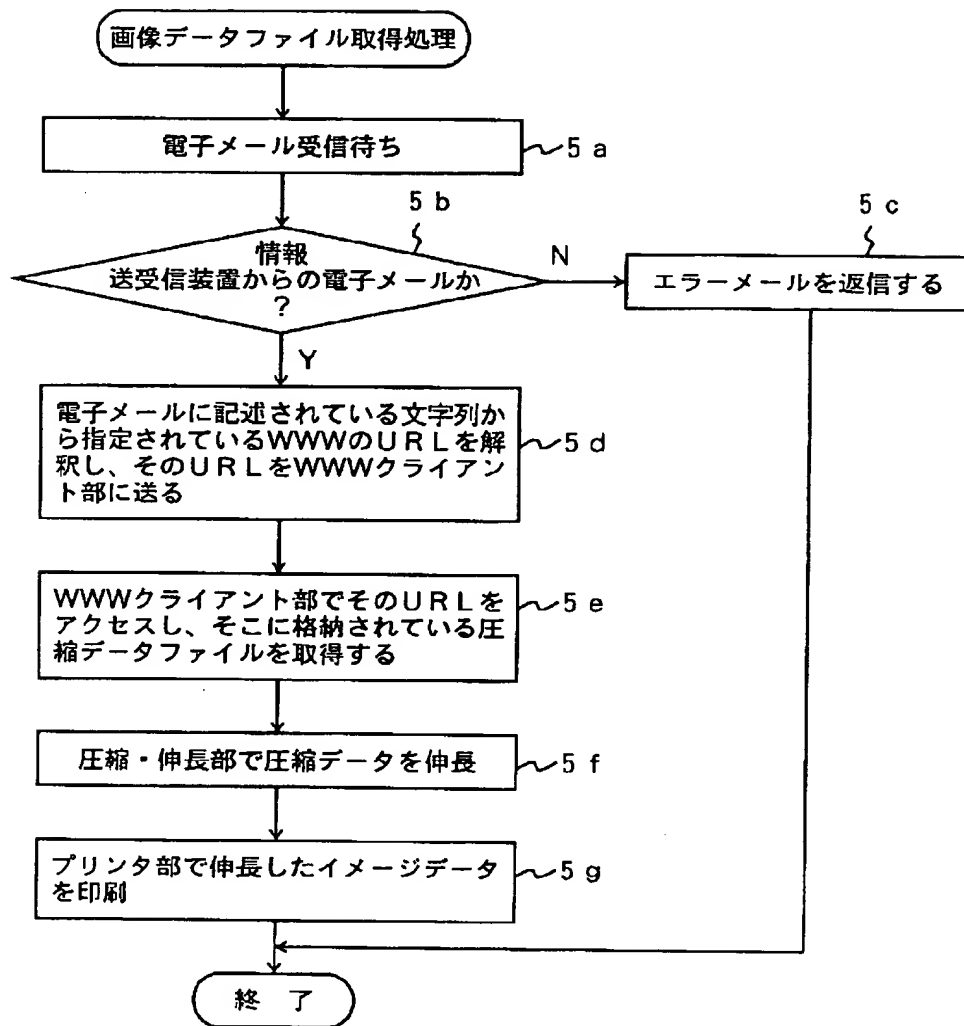 画像データファイル取得処理
電子メール受信待ち
5a
5b
情報
送受信装置からの電子メールか
?
N
5c
エラーメールを返信する
Y
電子メールに記述されている文字列か
ら指定されているWWWのURLを解
釈し、そのURLをWWWクライアン
ト部に送る
5d
WWWクライアント部でそのURLを
アクセスし、そこに格納されている圧
縮データファイルを取得する
5e
圧縮・伸長部で圧縮データを伸長
5f
プリンタ部で伸長したイメージデータ
を印刷
5g
終 了